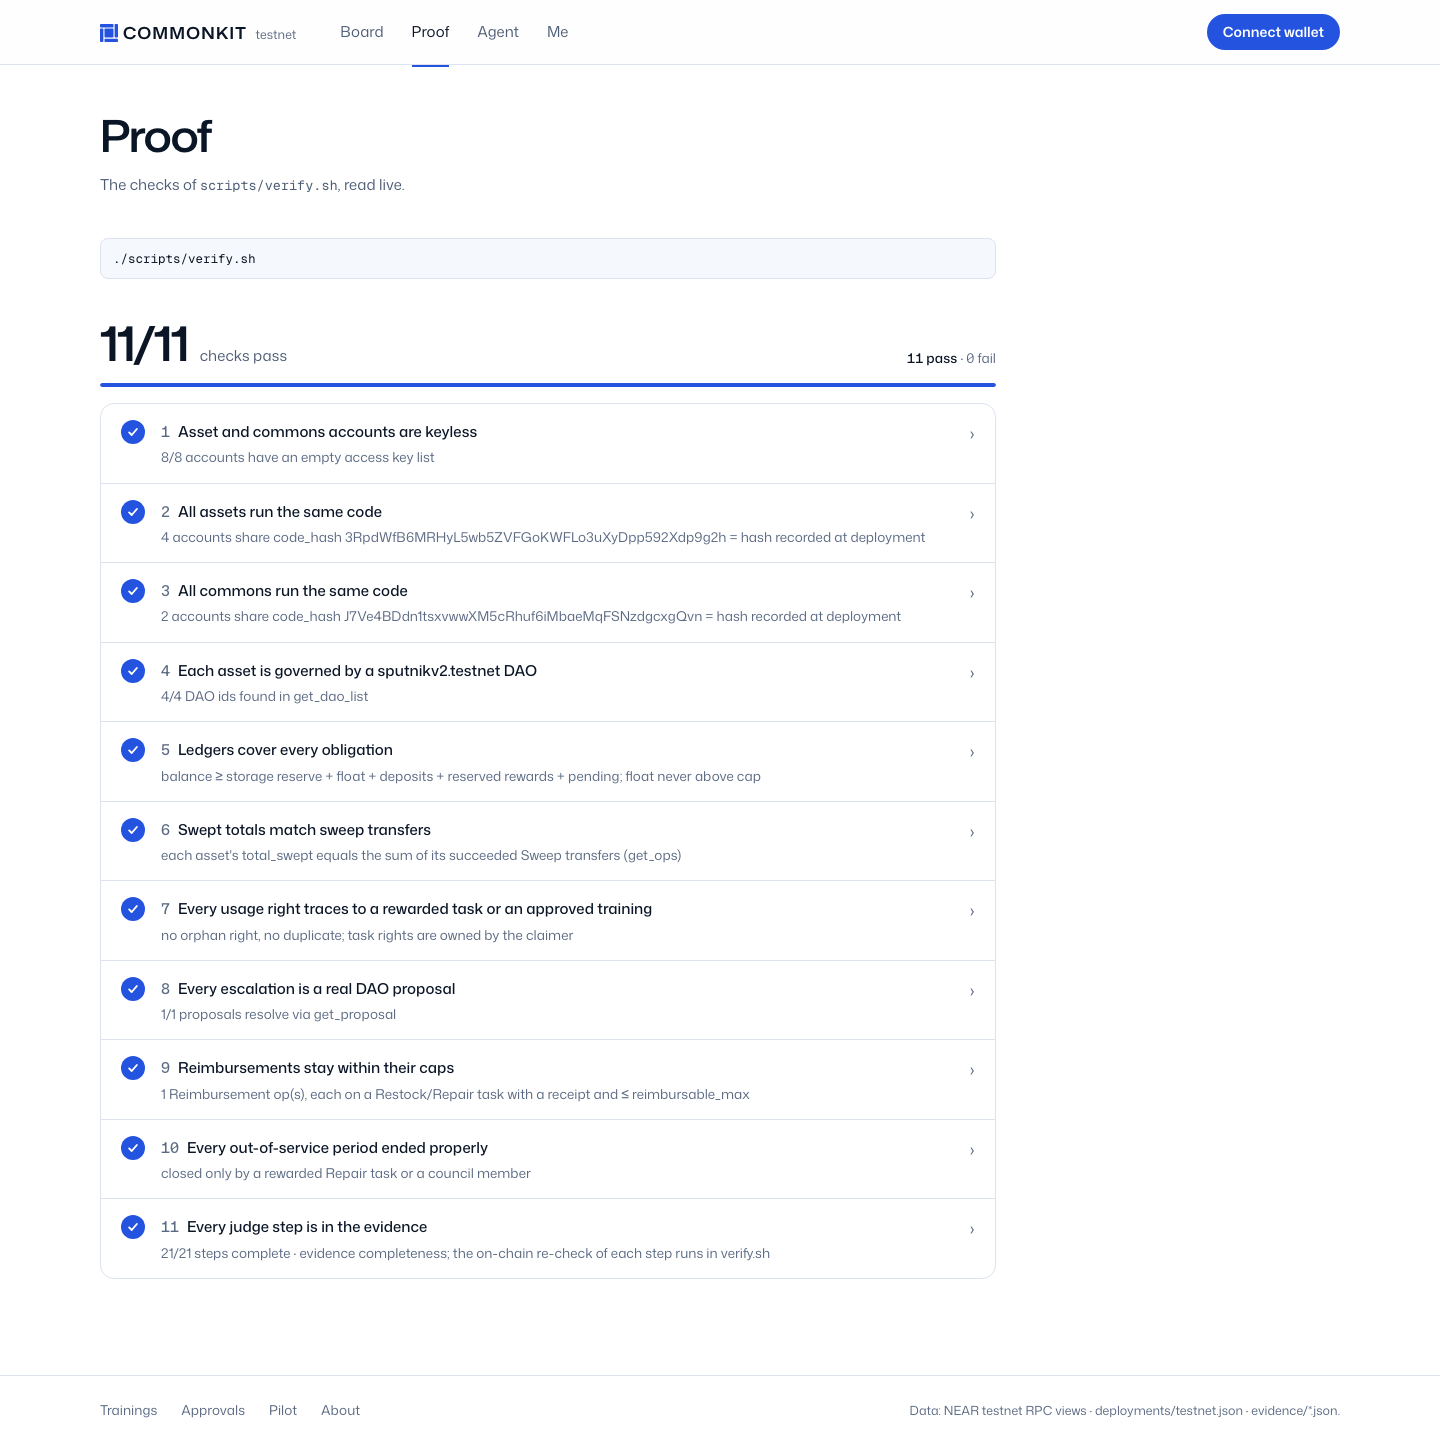 COMMONKIT testnet Board Proof Agent Me Connect wallet
Proof
The checks of scripts/verify.sh, read live.
./scripts/verify.sh
11/11 checks pass 11 pass · 0 fail
1 Asset and commons accounts are keyless ›
8/8 accounts have an empty access key list
2 All assets run the same code ›
4 accounts share code_hash 3RpdWfB6MRHyL5wb5ZVFGoKWFLo3uXyDpp592Xdp9g2h = hash recorded at deployment
3 All commons run the same code ›
2 accounts share code_hash J7Ve4BDdn1tsxvwwXM5cRhuf6iMbaeMqFSNzdgcxgQvn = hash recorded at deployment
4 Each asset is governed by a sputnikv2.testnet DAO ›
4/4 DAO ids found in get_dao_list
5 Ledgers cover every obligation ›
balance ≥ storage reserve + float + deposits + reserved rewards + pending; float never above cap
6 Swept totals match sweep transfers ›
each asset's total_swept equals the sum of its succeeded Sweep transfers (get_ops)
7 Every usage right traces to a rewarded task or an approved training ›
no orphan right, no duplicate; task rights are owned by the claimer
8 Every escalation is a real DAO proposal ›
1/1 proposals resolve via get_proposal
9 Reimbursements stay within their caps ›
1 Reimbursement op(s), each on a Restock/Repair task with a receipt and ≤ reimbursable_max
10 Every out-of-service period ended properly ›
closed only by a rewarded Repair task or a council member
11 Every judge step is in the evidence ›
21/21 steps complete · evidence completeness; the on-chain re-check of each step runs in verify.sh
Trainings Approvals Pilot About Data: NEAR testnet RPC views · deployments/testnet.json · evidence/*.json.